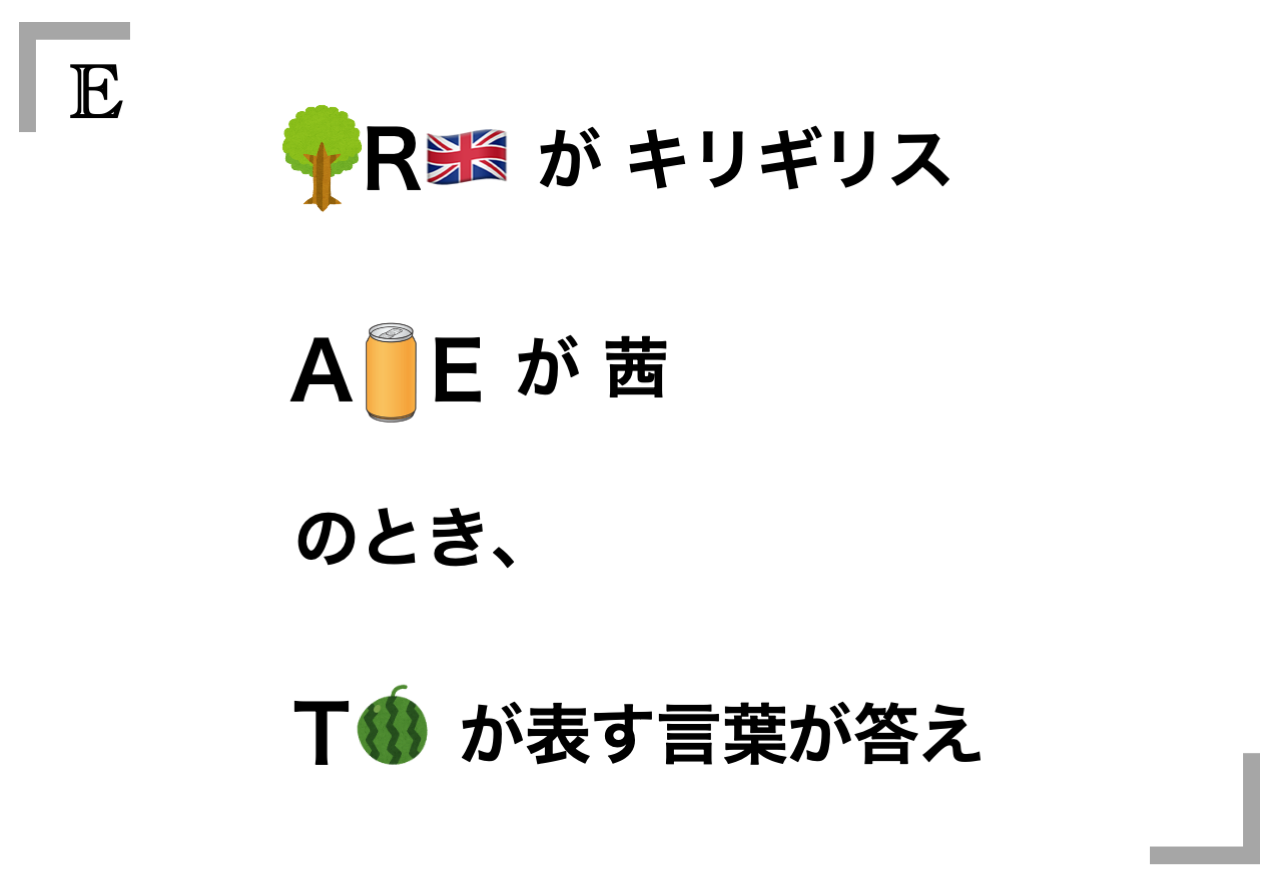 𝔼
🌳R🇬🇧 が キリギリス
A🥫E が 茜
のとき、
T🍉 が表す言葉が答え